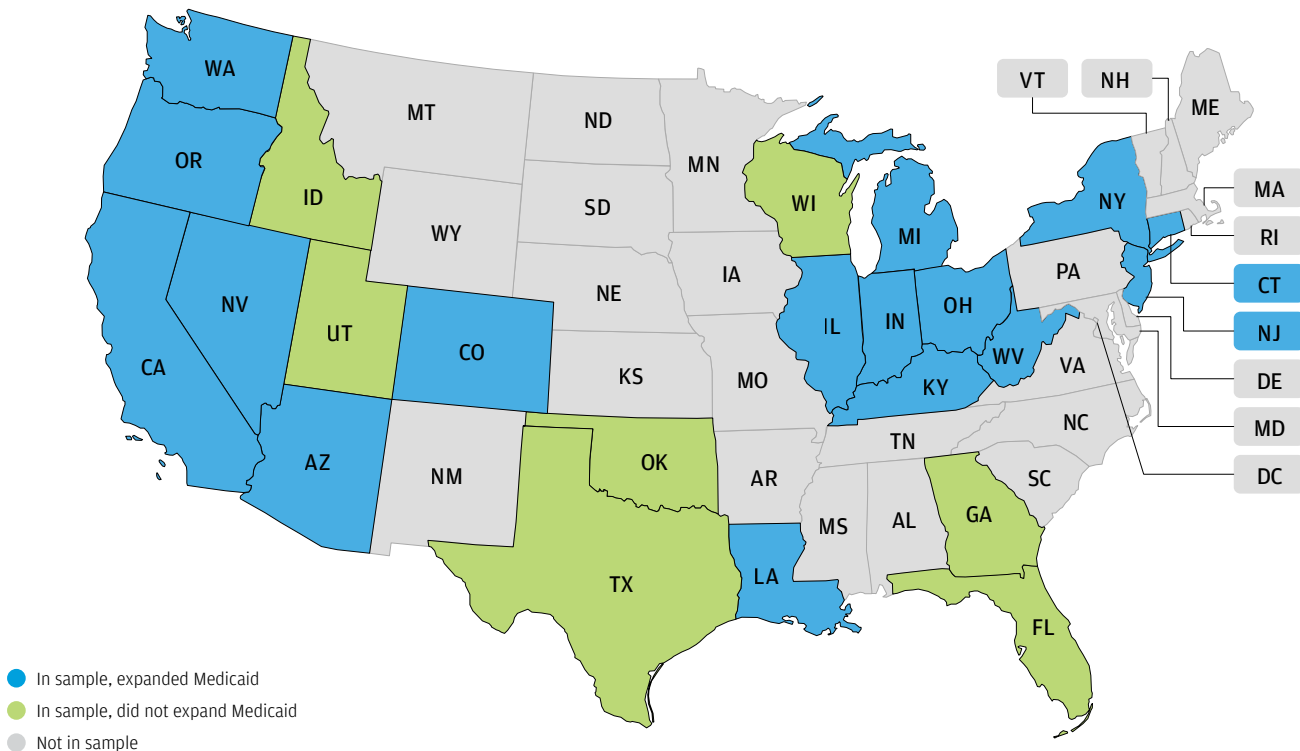 WA
MT
ND
MN
VT
NH
ME
OR
ID
SD
WI
MI
NY
MA
RI
WY
IA
PA
CT
NV
NE
IL
IN
OH
NJ
UT
CO
CA
KS
MO
KY
WV
VA
DE
MD
AZ
NM
OK
AR
TN
NC
SC
DC
MS
AL
GA
TX
LA
FL
In sample, expanded Medicaid
In sample, did not expand Medicaid
Not in sample